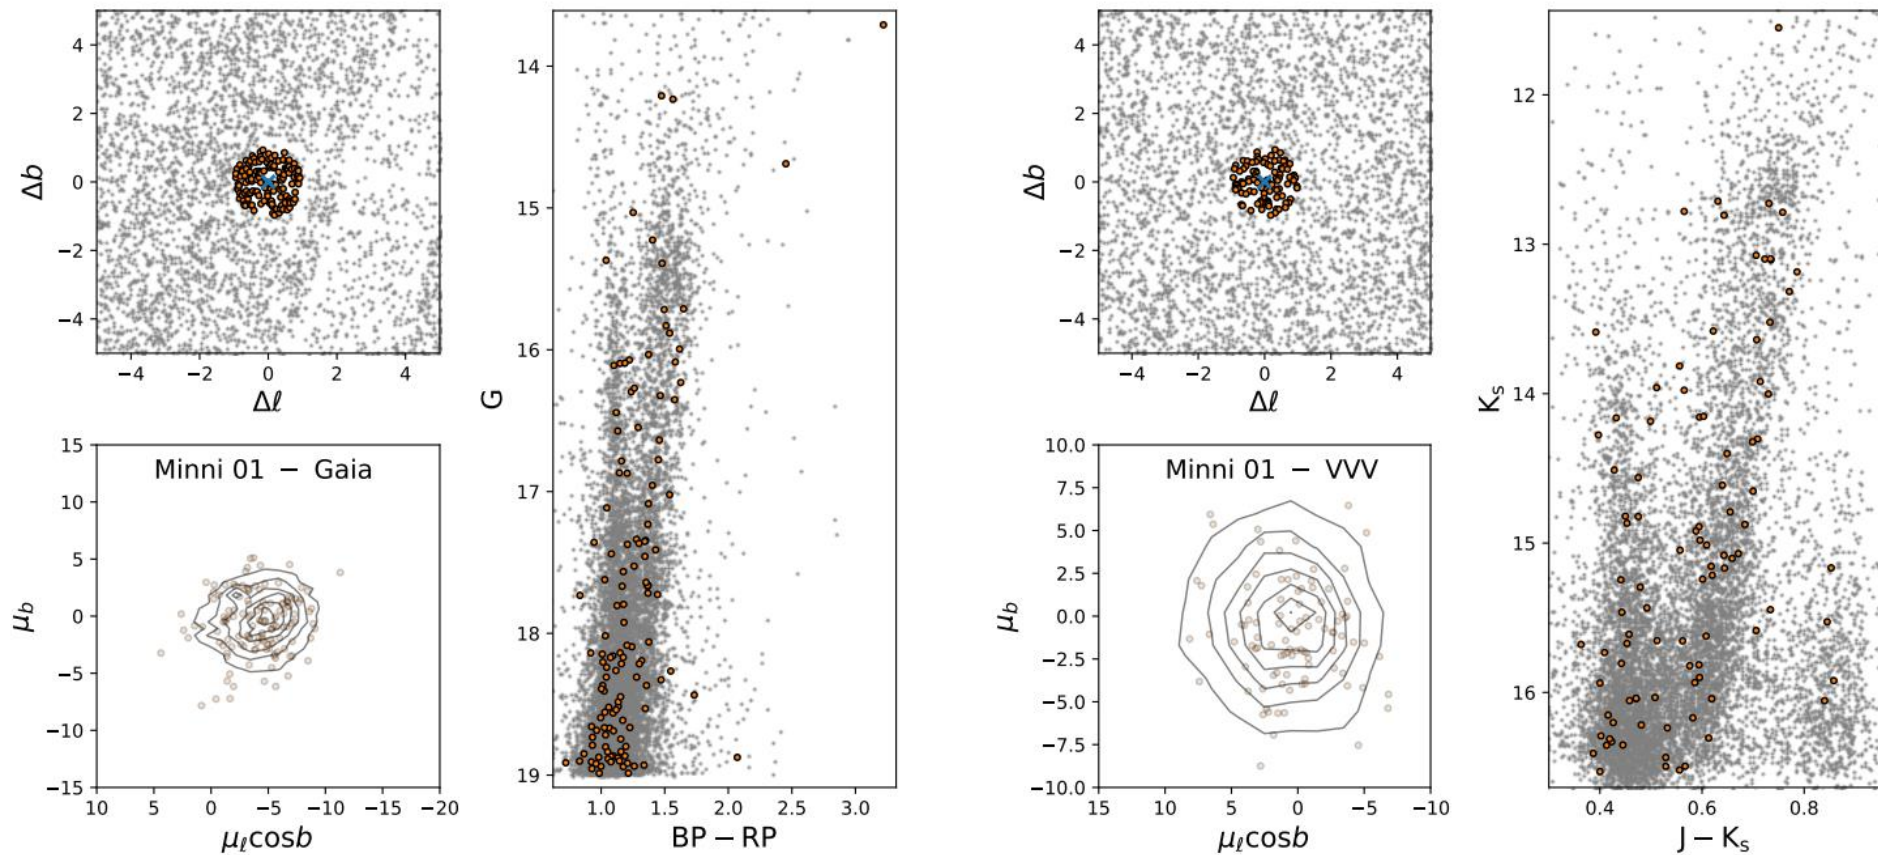 4
2
0
−2
−4
Δb
−4 −2 0 2 4
Δℓ
15
10
5
0
−5
−10
−15
μb
Minni 01 − Gaia
10 5 0 −5 −10 −15 −20
μℓcosb
14
15
16
17
18
19
G
1.0 1.5 2.0 2.5 3.0
BP − RP
4
2
0
−2
−4
Δb
−4 −2 0 2 4
Δℓ
10.0
7.5
5.0
2.5
0.0
−2.5
−5.0
−7.5
−10.0
μb
Minni 01 − VVV
15 10 5 0 −5 −10
μℓcosb
12
13
14
15
16
Ks
0.4 0.6 0.8
J − Ks